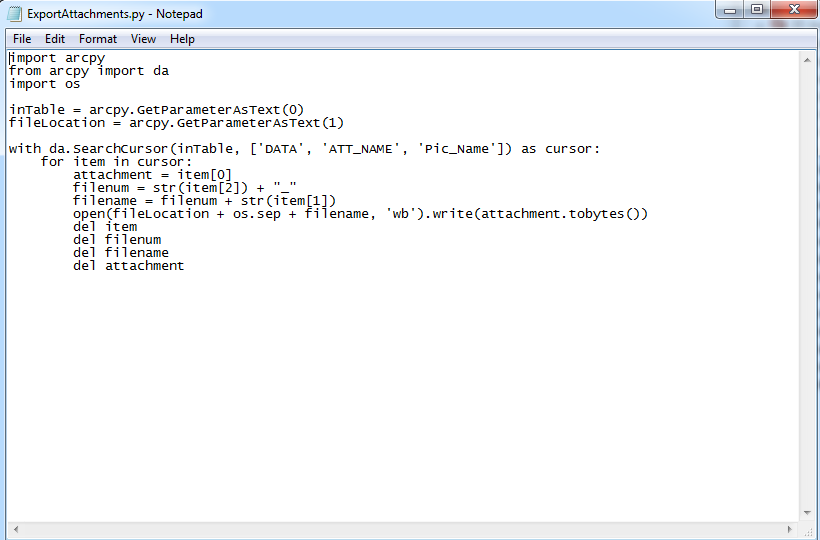 ExportAttachments.py - Notepad
File Edit Format View Help
import arcpy
from arcpy import da
import os

inTable = arcpy.GetParameterAsText(0)
fileLocation = arcpy.GetParameterAsText(1)

with da.SearchCursor(inTable, ['DATA', 'ATT_NAME', 'Pic_Name']) as cursor:
    for item in cursor:
        attachment = item[0]
        filenum = str(item[2]) + "_"
        filename = filenum + str(item[1])
        open(fileLocation + os.sep + filename, 'wb').write(attachment.tobytes())
        del item
        del filenum
        del filename
        del attachment